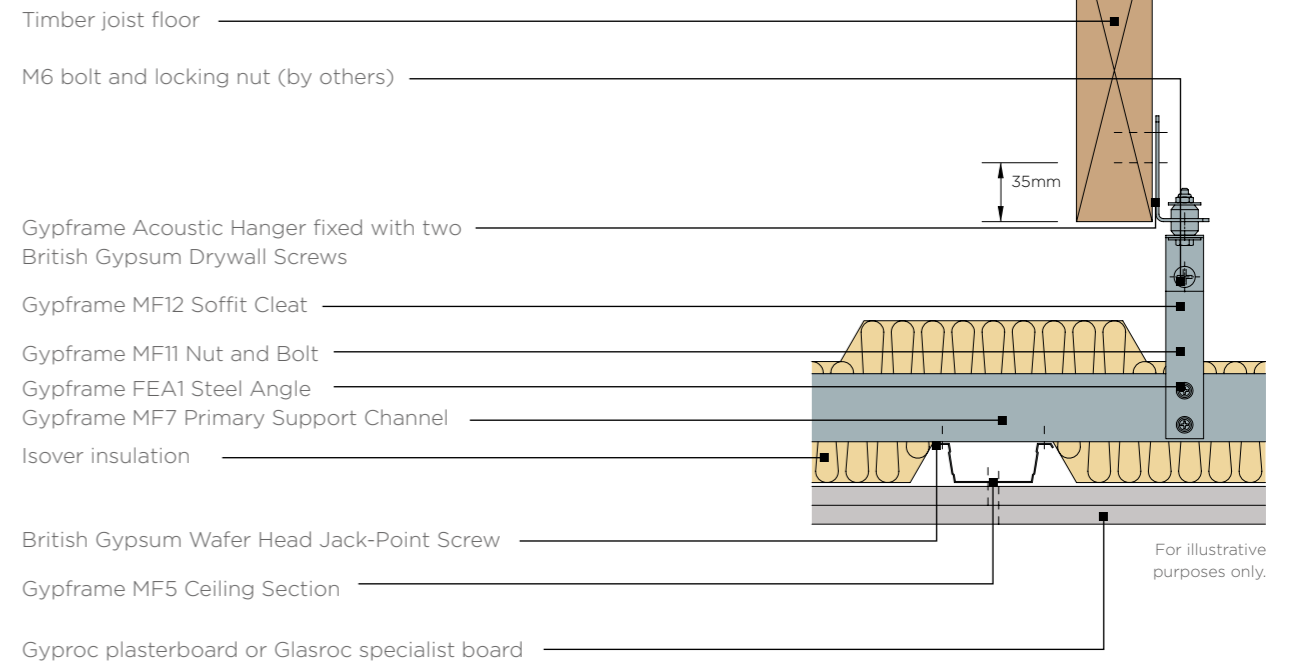 Timber joist floor
M6 bolt and locking nut (by others)
35mm
Gypframe Acoustic Hanger fixed with two
British Gypsum Drywall Screws
Gypframe MF12 Soffit Cleat
Gypframe MF11 Nut and Bolt
Gypframe FEA1 Steel Angle
Gypframe MF7 Primary Support Channel
Isover insulation
British Gypsum Wafer Head Jack-Point Screw
For illustrative
purposes only.
Gypframe MF5 Ceiling Section
Gyproc plasterboard or Glasroc specialist board